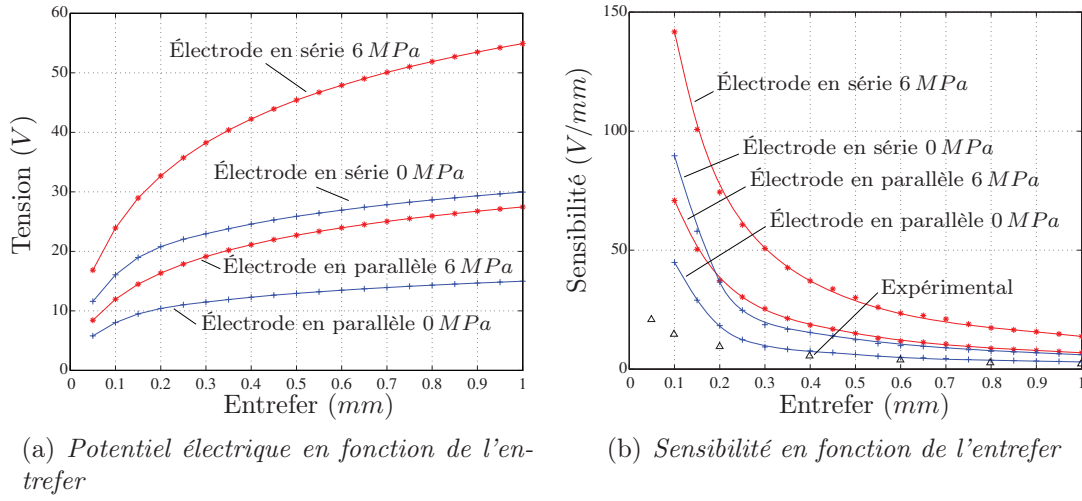 60
50
40
30
20
10
0
Tension (V)
Électrode en série 6 MPa
Électrode en série 0 MPa
Électrode en parallèle 6 MPa
Électrode en parallèle 0 MPa
0 0.1 0.2 0.3 0.4 0.5 0.6 0.7 0.8 0.9 1
Entrefer (mm)
(a) Potentiel électrique en fonction de l'en-
trefer
150
100
50
0
Sensibilité (V/mm)
Électrode en série 6 MPa
Électrode en série 0 MPa
Électrode en parallèle 6 MPa
Électrode en parallèle 0 MPa
Expérimental
0 0.1 0.2 0.3 0.4 0.5 0.6 0.7 0.8 0.9 1
Entrefer (mm)
(b) Sensibilité en fonction de l'entrefer